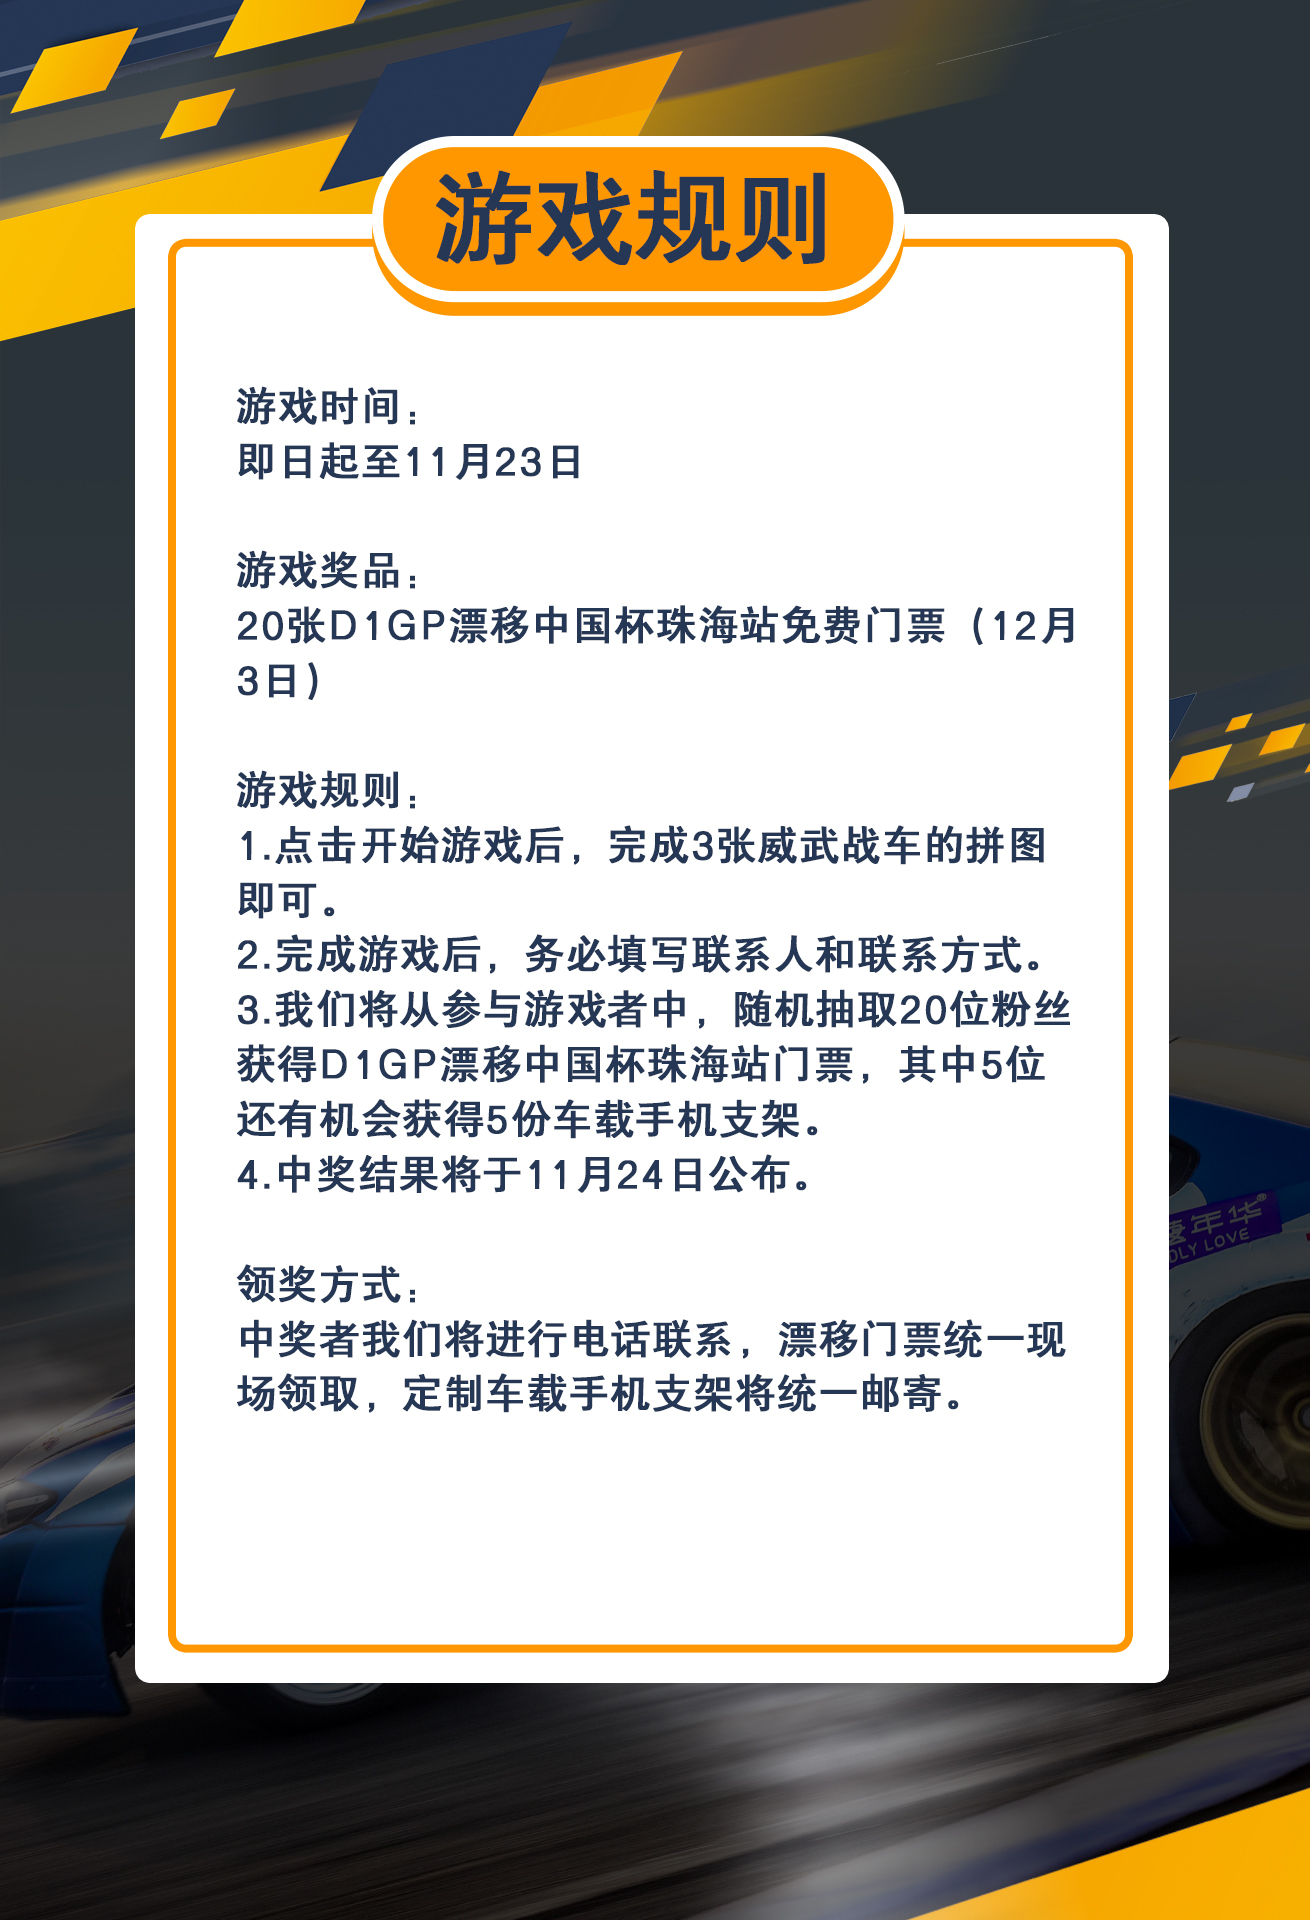 游戏规则
游戏时间：
即日起至11月23日
游戏奖品：
20张D1GP漂移中国杯珠海站免费门票（12月
3日）
游戏规则：
1.点击开始游戏后，完成3张威武战车的拼图
即可。
2.完成游戏后，务必填写联系人和联系方式。
3.我们将从参与游戏者中，随机抽取20位粉丝
获得D1GP漂移中国杯珠海站门票，其中5位
还有机会获得5份车载手机支架。
4.中奖结果将于11月24日公布。
领奖方式：
中奖者我们将进行电话联系，漂移门票统一现
场领取，定制车载手机支架将统一邮寄。
年华®
OLY LOVE